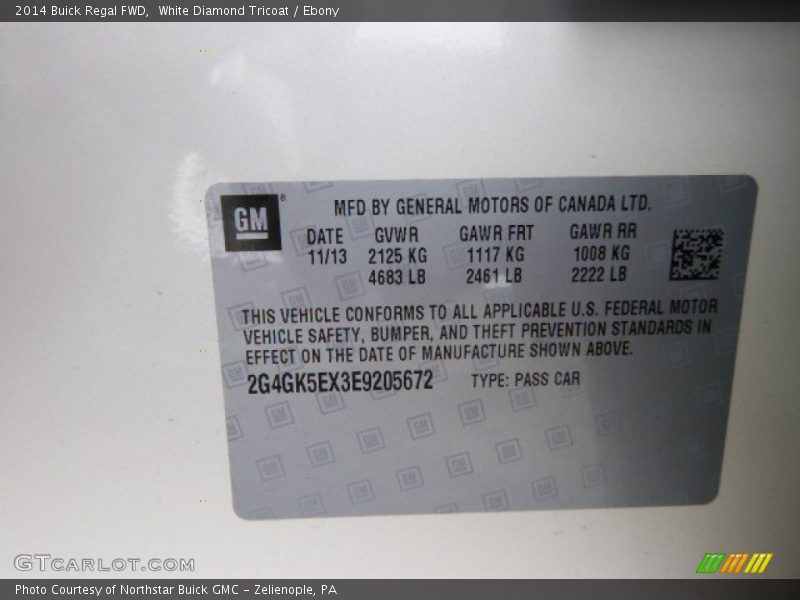 2014 Buick Regal FWD,  White Diamond Tricoat / Ebony
GM®
MFD BY GENERAL MOTORS OF CANADA LTD.
DATE GVWR GAWR FRT GAWR RR
11/13 2125 KG 1117 KG 1008 KG
4683 LB 2461 LB 2222 LB
THIS VEHICLE CONFORMS TO ALL APPLICABLE U.S. FEDERAL MOTOR
VEHICLE SAFETY, BUMPER, AND THEFT PREVENTION STANDARDS IN
EFFECT ON THE DATE OF MANUFACTURE SHOWN ABOVE.
2G4GK5EX3E9205672 TYPE: PASS CAR
GTCARLOT.COM
Photo Courtesy of Northstar Buick GMC - Zelienople, PA